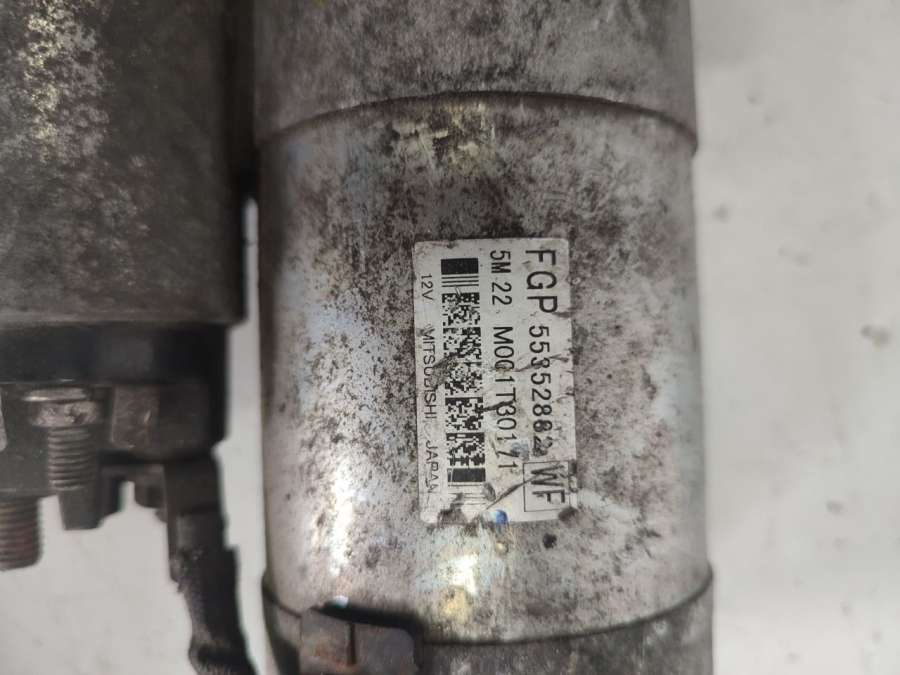 FGP 55352882 WF
5M 22 M001T30171
12V MITSUBISHI JAPAN